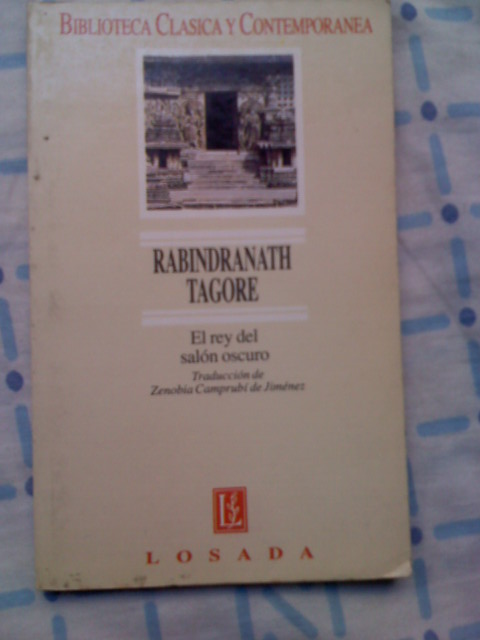 BIBLIOTECA CLASICA Y CONTEMPORANEA
RABINDRANATH
TAGORE
El rey del
salón oscuro
Traducción de
Zenobia Camprubí de Jiménez
L
LOSADA